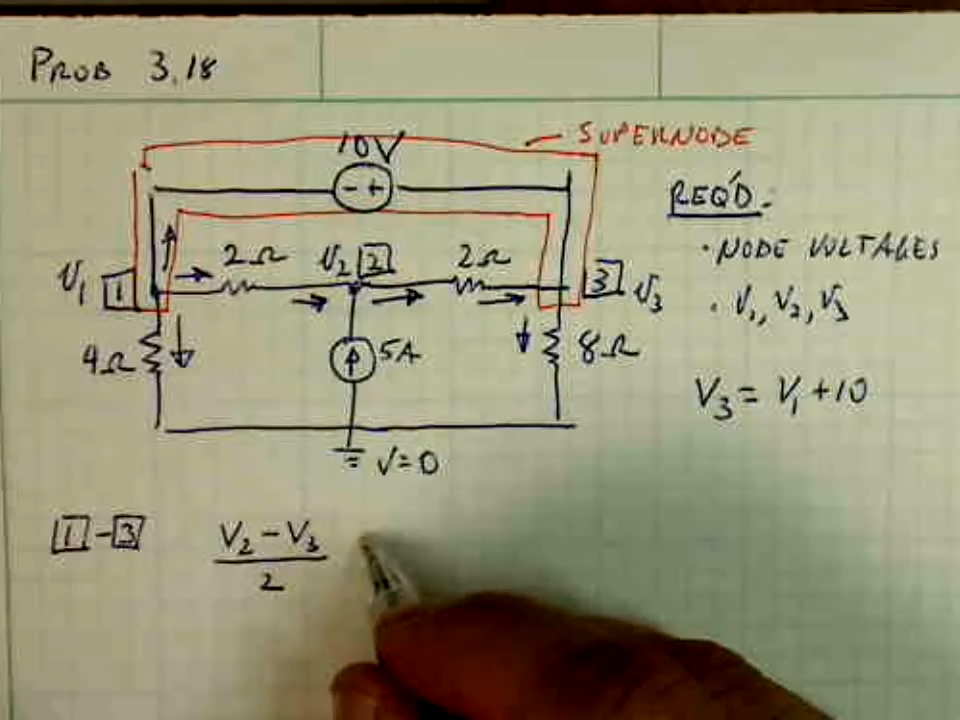 PROB 3.18
10V
SUPERNODE
- +
REQ'D:
2Ω V2 2 2Ω
• NODE VOLTAGES
V1 1
3 V3
• V1, V2, V3
4Ω 5A 8Ω
V3 = V1 + 10
V=0
1 - 3
V2 - V3
2